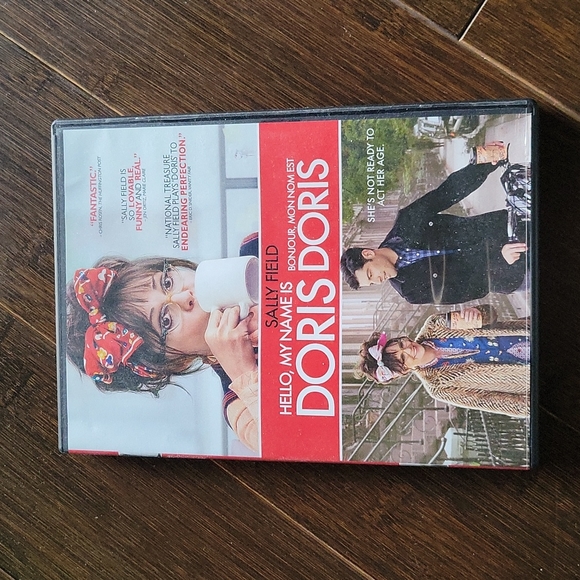 "FANTASTIC."
"SALLY FIELD IS
SO LOVABLE,
FUNNY AND REAL."
"NATIONAL TREASURE
SALLY FIELD PLAYS DORIS TO
ENDEARING PERFECTION."
SALLY FIELD
HELLO, MY NAME IS BONJOUR, MON NOM EST
DORIS DORIS
SHE'S NOT READY TO
ACT HER AGE.